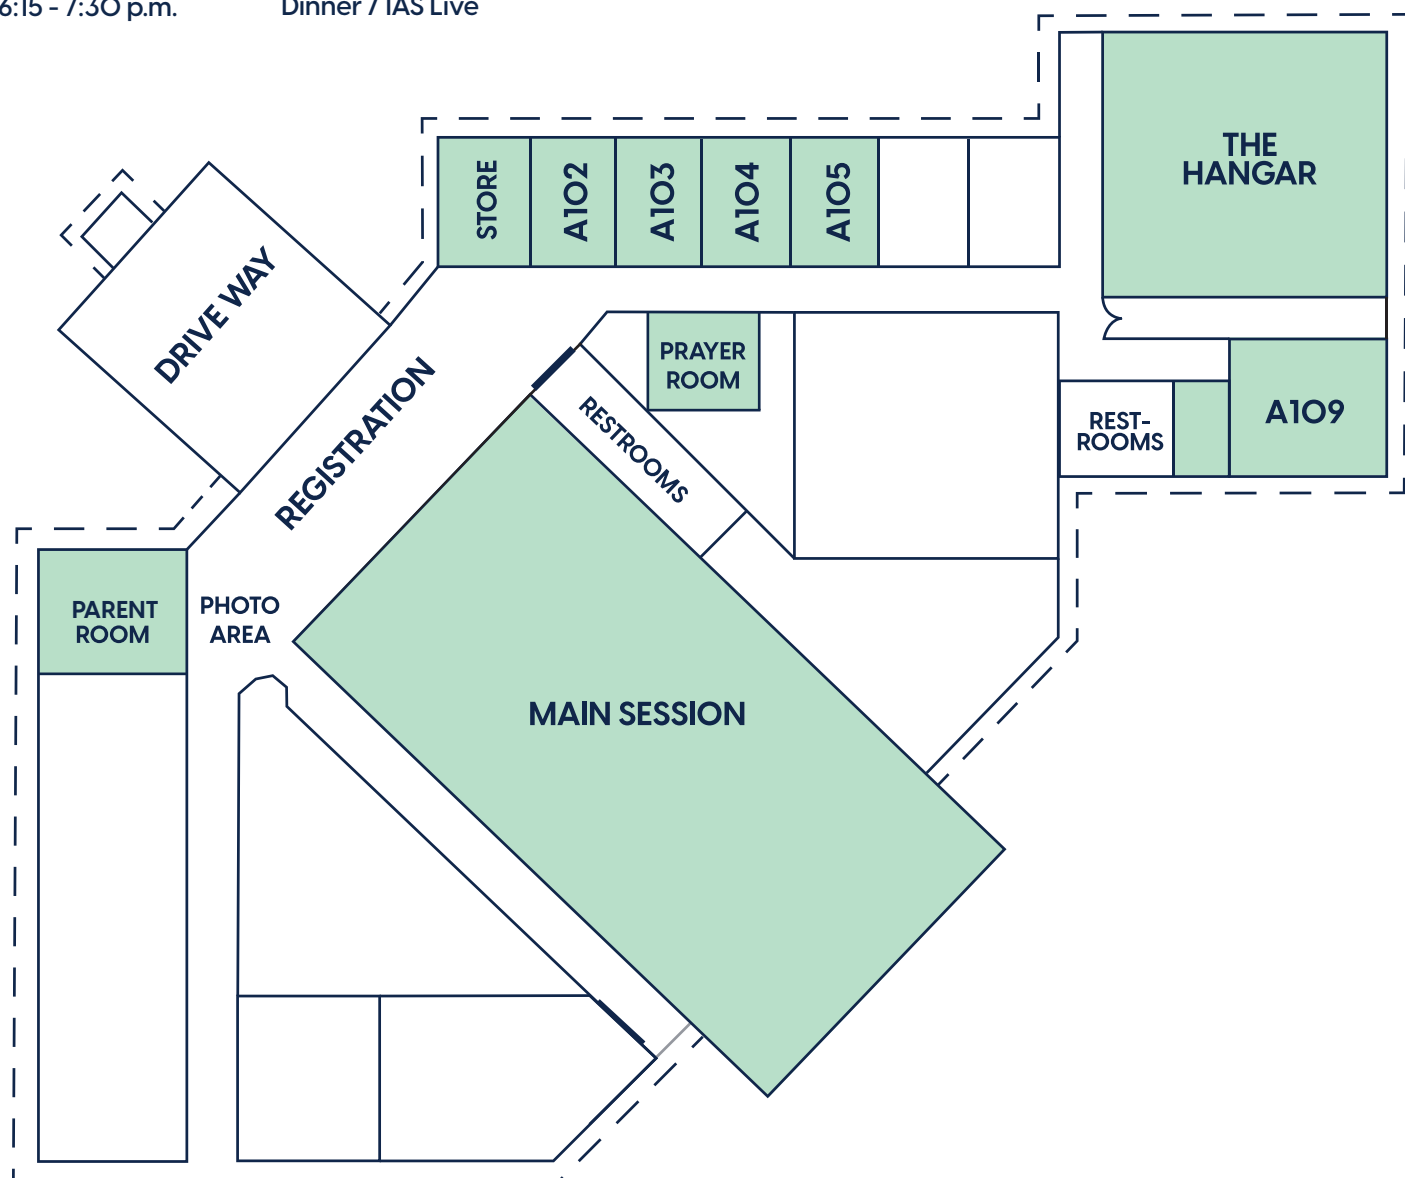 6:15 - 7:30 p.m. Dinner / IAS Live
THE
HANGAR
STORE
A102
A103
A104
A105
DRIVE WAY
REGISTRATION
PRAYER
ROOM
RESTROOMS
REST-
ROOMS
A109
PARENT
ROOM
PHOTO
AREA
MAIN SESSION